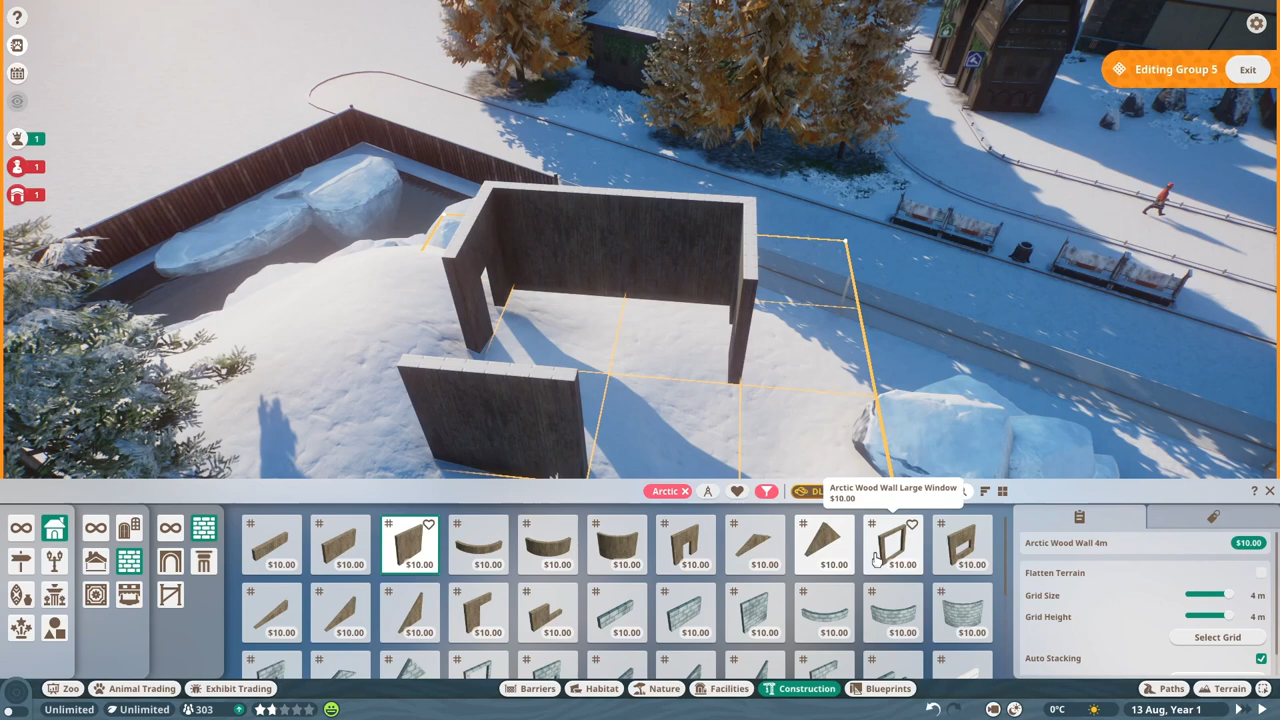 ?
Editing Group 5
Exit
1
1
1
Arctic ✕
DL
Arctic Wood Wall Large Window
$10.00
?
$10.00
$10.00
$10.00
$10.00
$10.00
$10.00
$10.00
$10.00
$10.00
$10.00
$10.00
Arctic Wood Wall 4m
$10.00
Flatten Terrain
Grid Size
4 m
Grid Height
4 m
Select Grid
Auto Stacking
$10.00
$10.00
$10.00
$10.00
$10.00
$10.00
$10.00
$10.00
$10.00
$10.00
$10.00
Zoo
Animal Trading
Exhibit Trading
Barriers
Habitat
Nature
Facilities
Construction
Blueprints
Paths
Terrain
Unlimited
Unlimited
303
0°C
13 Aug, Year 1